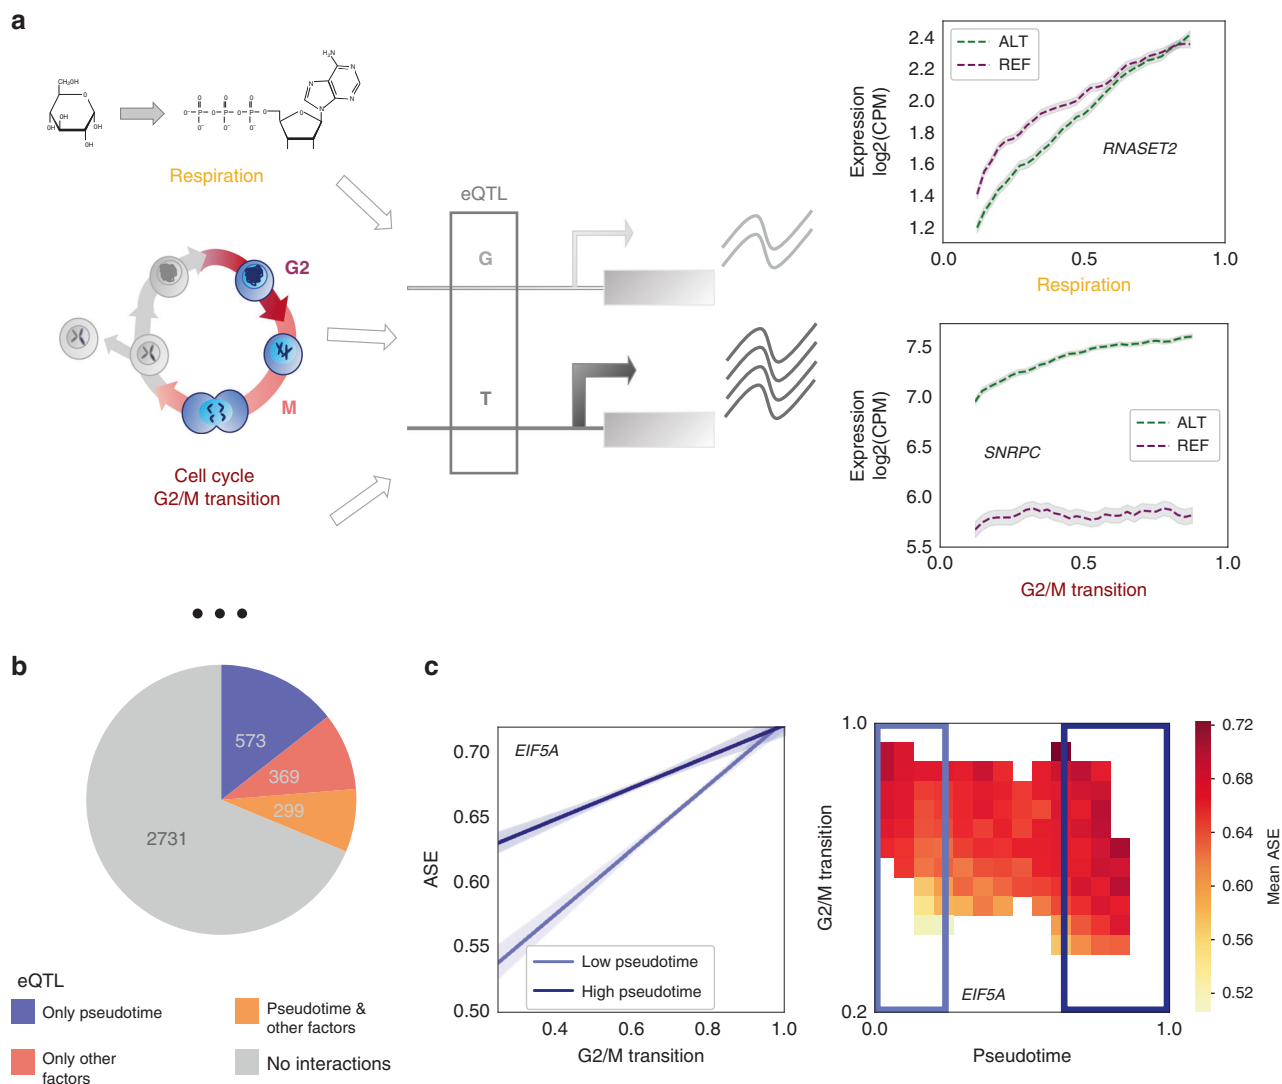 a
CH₂OH
O
OH
OH
OH
OH
O
O
O
O⁻
P
O
P
O
P
O
O⁻
O⁻
O⁻
O
N
N
N
N
H₂N
Respiration
G2
M
Cell cycle
G2/M transition
eQTL
G
T
2.4
2.2
2.0
1.8
1.6
1.4
1.2
Expression
log2(CPM)
ALT
REF
RNASET2
0.0
0.5
1.0
Respiration
7.5
7.0
6.5
6.0
5.5
Expression
log2(CPM)
ALT
REF
SNRPC
0.0
0.5
1.0
G2/M transition
b
573
369
299
2731
eQTL
Only pseudotime
Pseudotime &
other factors
Only other
factors
No interactions
c
0.70
0.65
0.60
0.55
0.50
ASE
EIF5A
Low pseudotime
High pseudotime
0.4
0.6
0.8
1.0
G2/M transition
1.0
0.2
G2/M transition
EIF5A
0.0
1.0
Pseudotime
0.72
0.68
0.64
0.60
0.56
0.52
Mean ASE